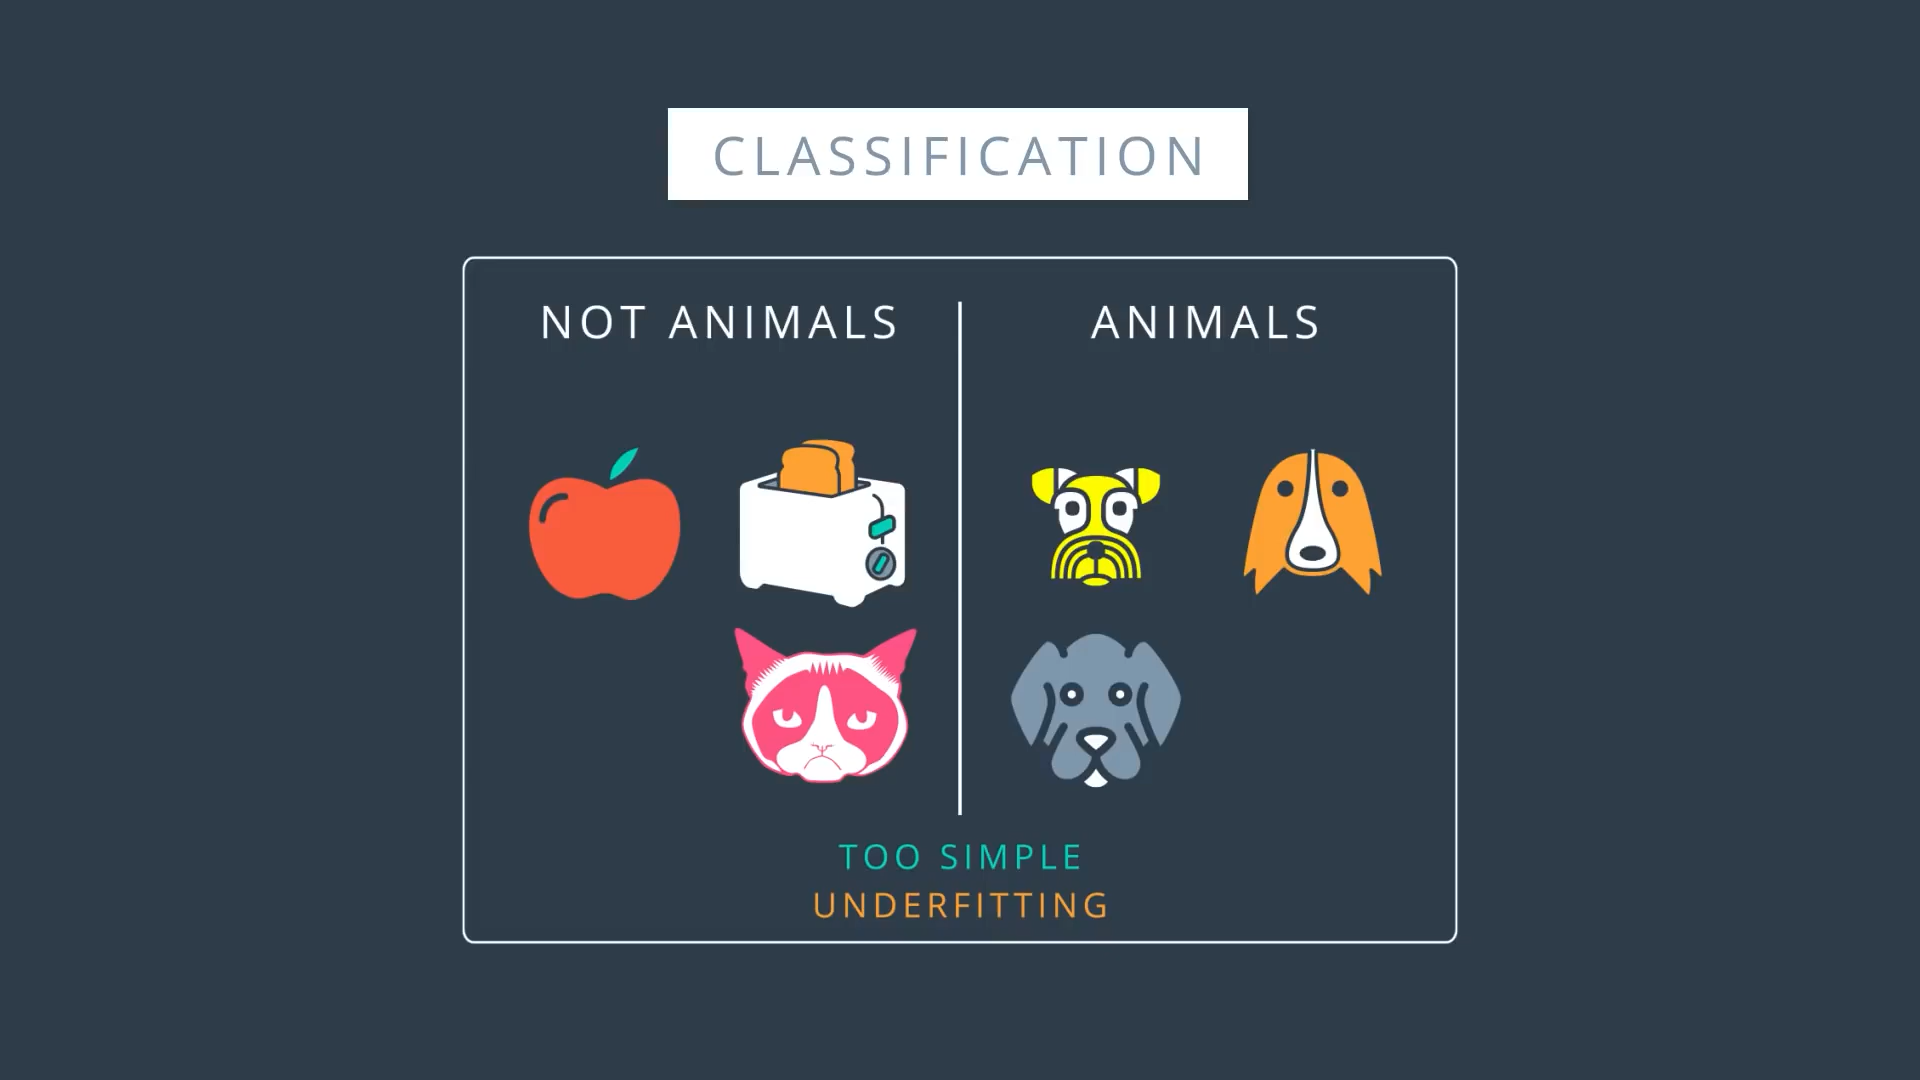 CLASSIFICATION
NOT ANIMALS
ANIMALS
TOO SIMPLE
UNDERFITTING